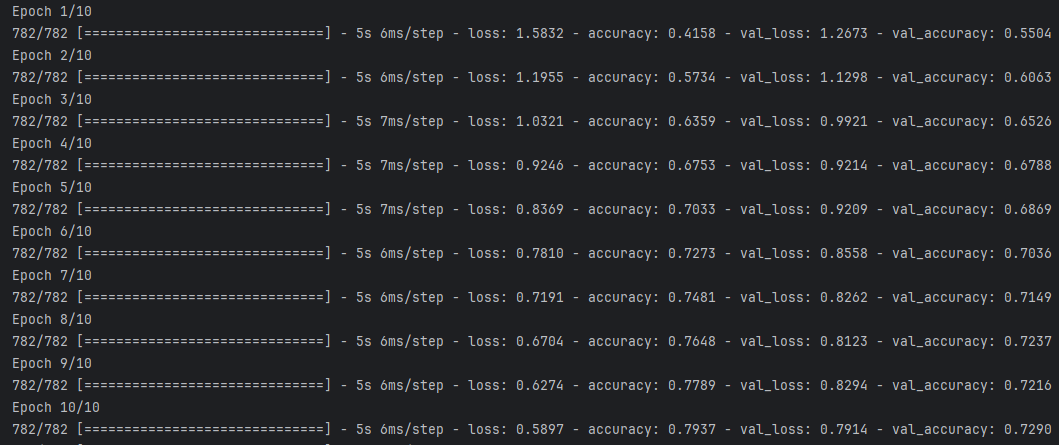 Epoch 1/10
782/782 [==============================] - 5s 6ms/step - loss: 1.5832 - accuracy: 0.4158 - val_loss: 1.2673 - val_accuracy: 0.5504
Epoch 2/10
782/782 [==============================] - 5s 6ms/step - loss: 1.1955 - accuracy: 0.5734 - val_loss: 1.1298 - val_accuracy: 0.6063
Epoch 3/10
782/782 [==============================] - 5s 7ms/step - loss: 1.0321 - accuracy: 0.6359 - val_loss: 0.9921 - val_accuracy: 0.6526
Epoch 4/10
782/782 [==============================] - 5s 7ms/step - loss: 0.9246 - accuracy: 0.6753 - val_loss: 0.9214 - val_accuracy: 0.6788
Epoch 5/10
782/782 [==============================] - 5s 7ms/step - loss: 0.8369 - accuracy: 0.7033 - val_loss: 0.9209 - val_accuracy: 0.6869
Epoch 6/10
782/782 [==============================] - 5s 6ms/step - loss: 0.7810 - accuracy: 0.7273 - val_loss: 0.8558 - val_accuracy: 0.7036
Epoch 7/10
782/782 [==============================] - 5s 6ms/step - loss: 0.7191 - accuracy: 0.7481 - val_loss: 0.8262 - val_accuracy: 0.7149
Epoch 8/10
782/782 [==============================] - 5s 6ms/step - loss: 0.6704 - accuracy: 0.7648 - val_loss: 0.8123 - val_accuracy: 0.7237
Epoch 9/10
782/782 [==============================] - 5s 6ms/step - loss: 0.6274 - accuracy: 0.7789 - val_loss: 0.8294 - val_accuracy: 0.7216
Epoch 10/10
782/782 [==============================] - 5s 6ms/step - loss: 0.5897 - accuracy: 0.7937 - val_loss: 0.7914 - val_accuracy: 0.7290